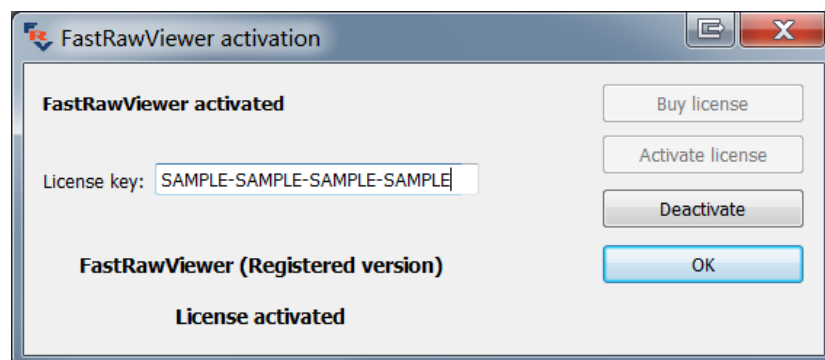 FastRawViewer activation
FastRawViewer activated
Buy license
Activate license
License key: SAMPLE-SAMPLE-SAMPLE-SAMPLE
Deactivate
FastRawViewer (Registered version)
OK
License activated